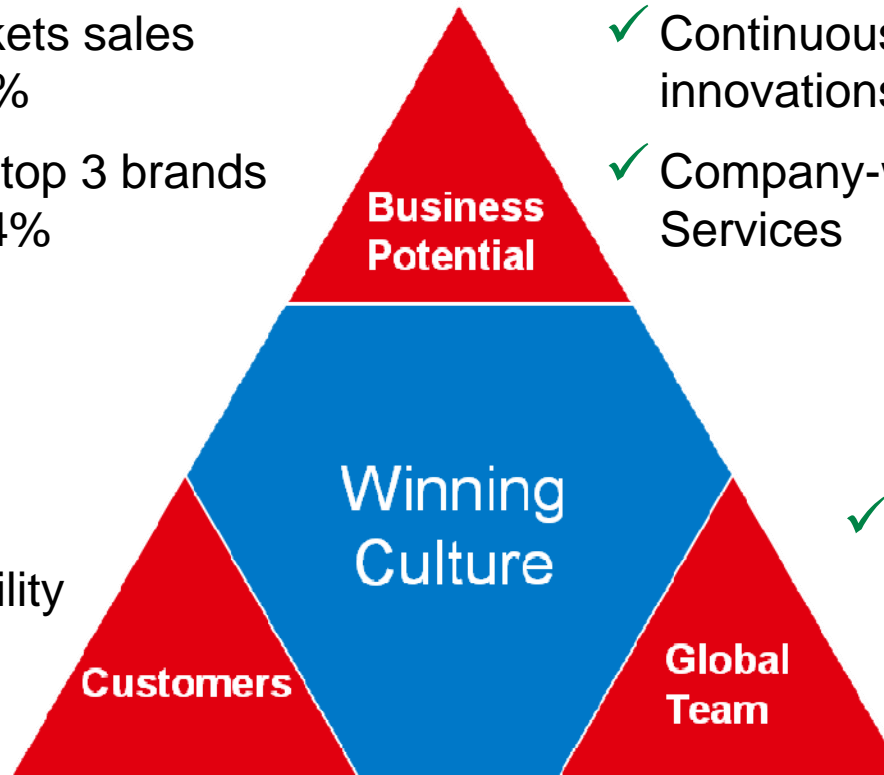 kets sales
%
top 3 brands
4%
Continuous
innovations
Company-w
Services
Business
Potential
Winning
Culture
ility
Customers
Global
Team